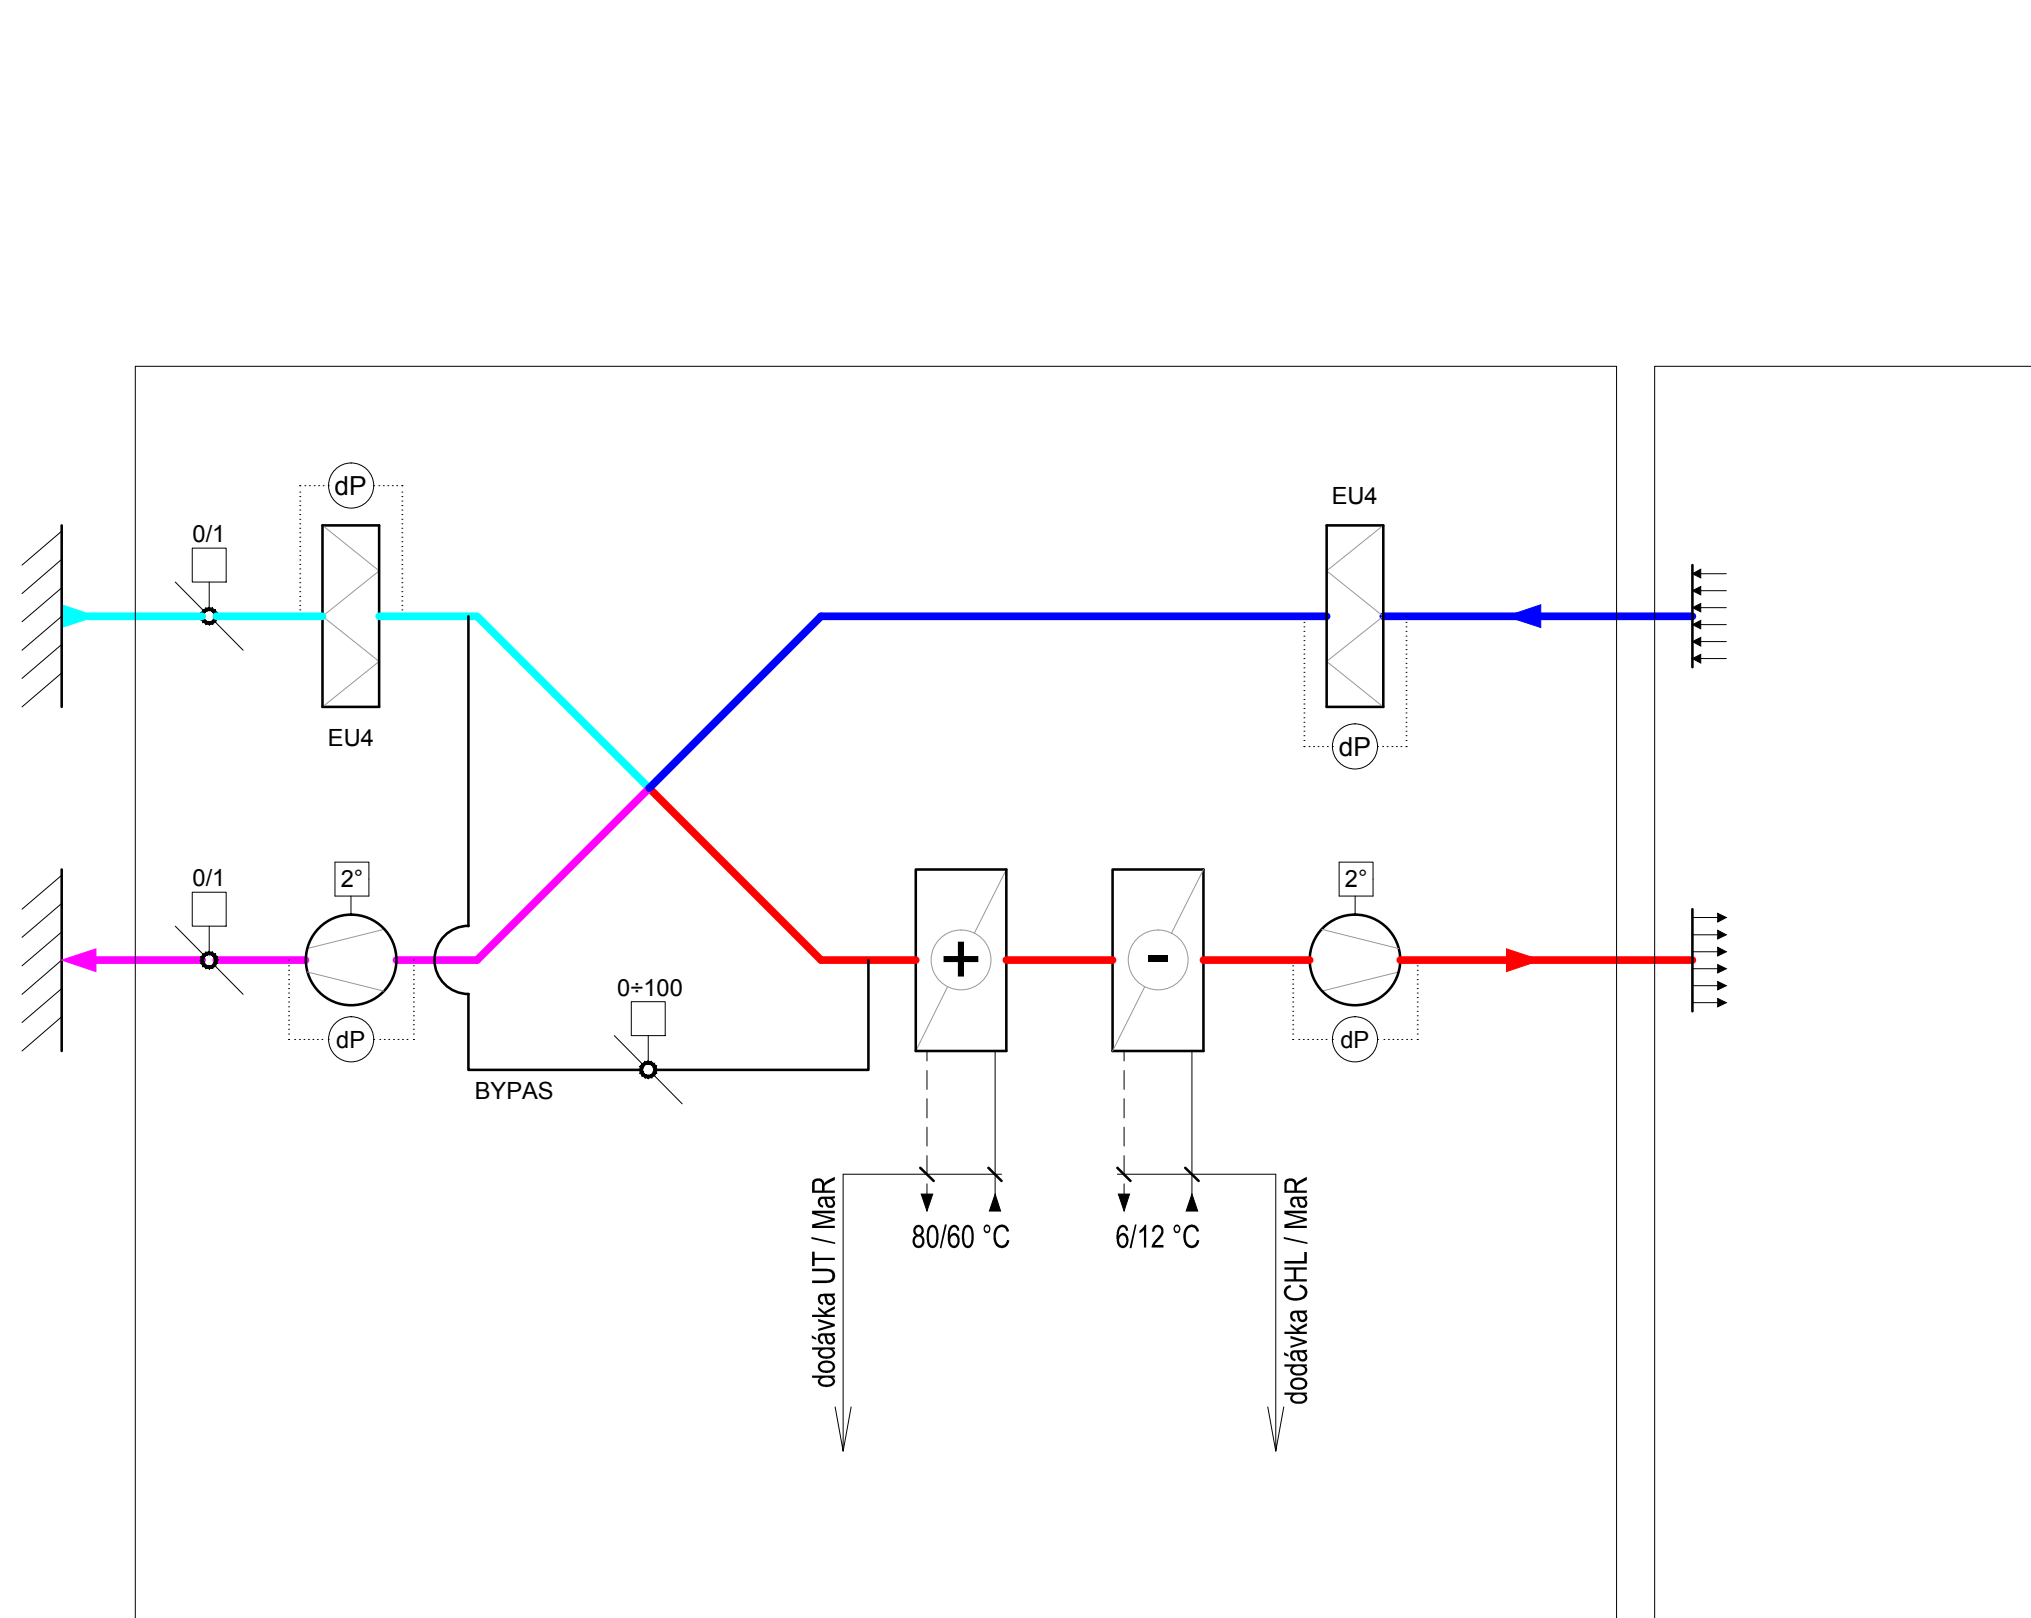 dP
EU4
0/1
EU4
dP
0/1
2°
2°
0÷100
dP
dP
BYPAS
dodávka UT / MaR
80/60 °C
6/12 °C
dodávka CHL / MaR